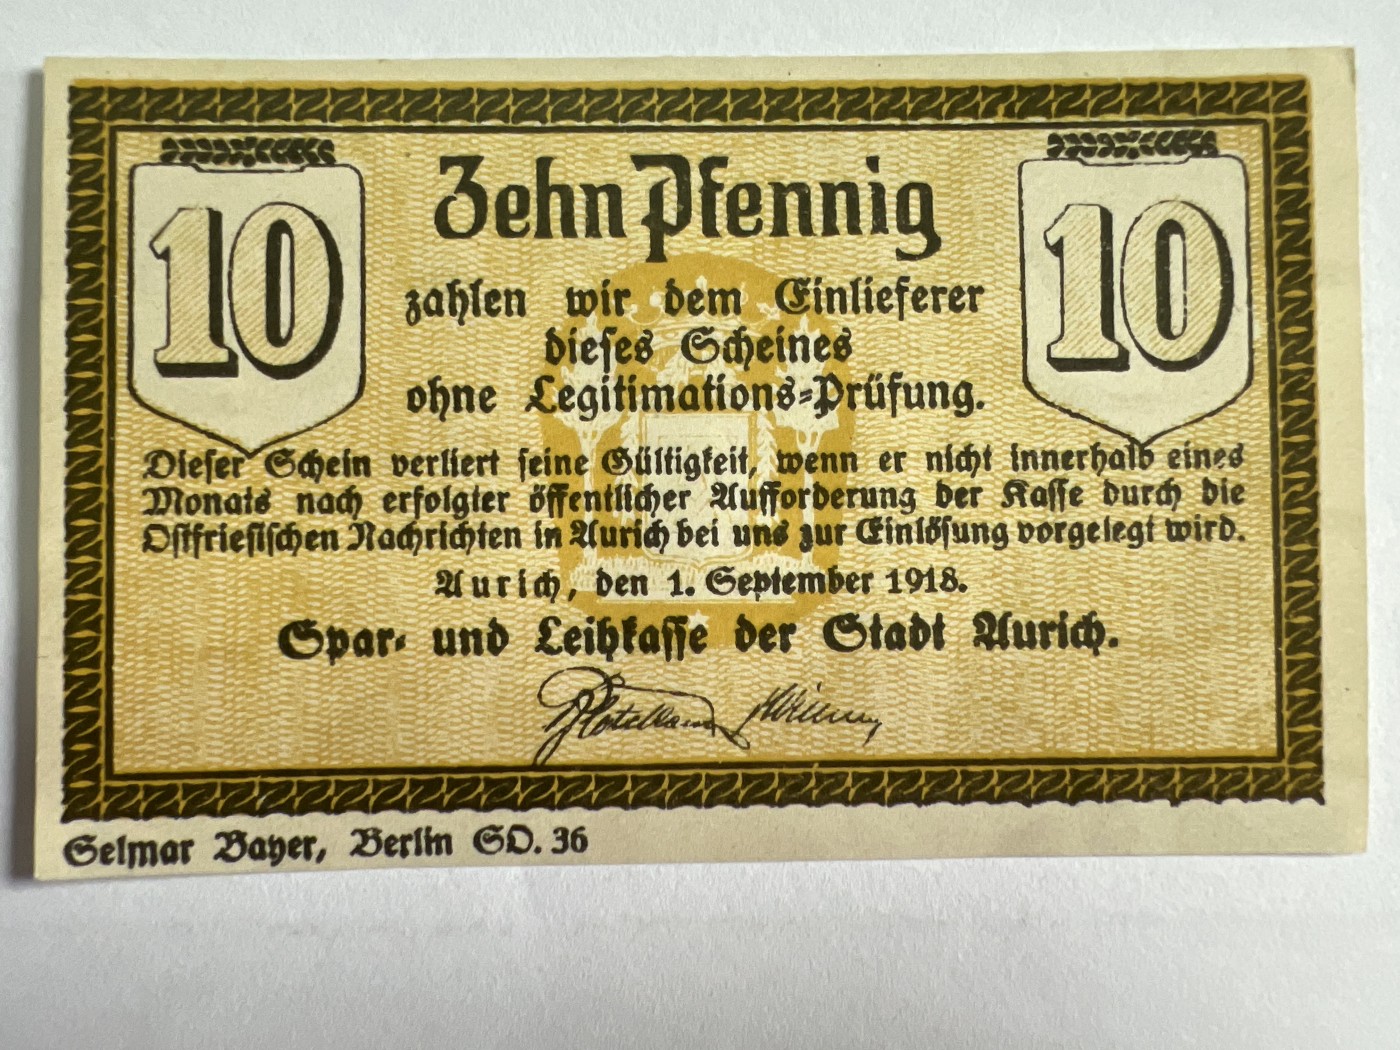 10 Zehn Pfennig 10
zahlen wir dem Einlieferer
dieses Scheines
ohne Legitimations-Prüfung.
Dieser Schein verliert seine Gültigkeit, wenn er nicht innerhalb eines
Monats nach erfolgter öffentlicher Aufforderung der Kasse durch die
Ostfriesischen Nachrichten in Aurich bei uns zur Einlösung vorgelegt wird.
Aurich, den 1. September 1918.
Spar- und Leihkasse der Stadt Aurich.
Selmar Bayer, Berlin SO. 36